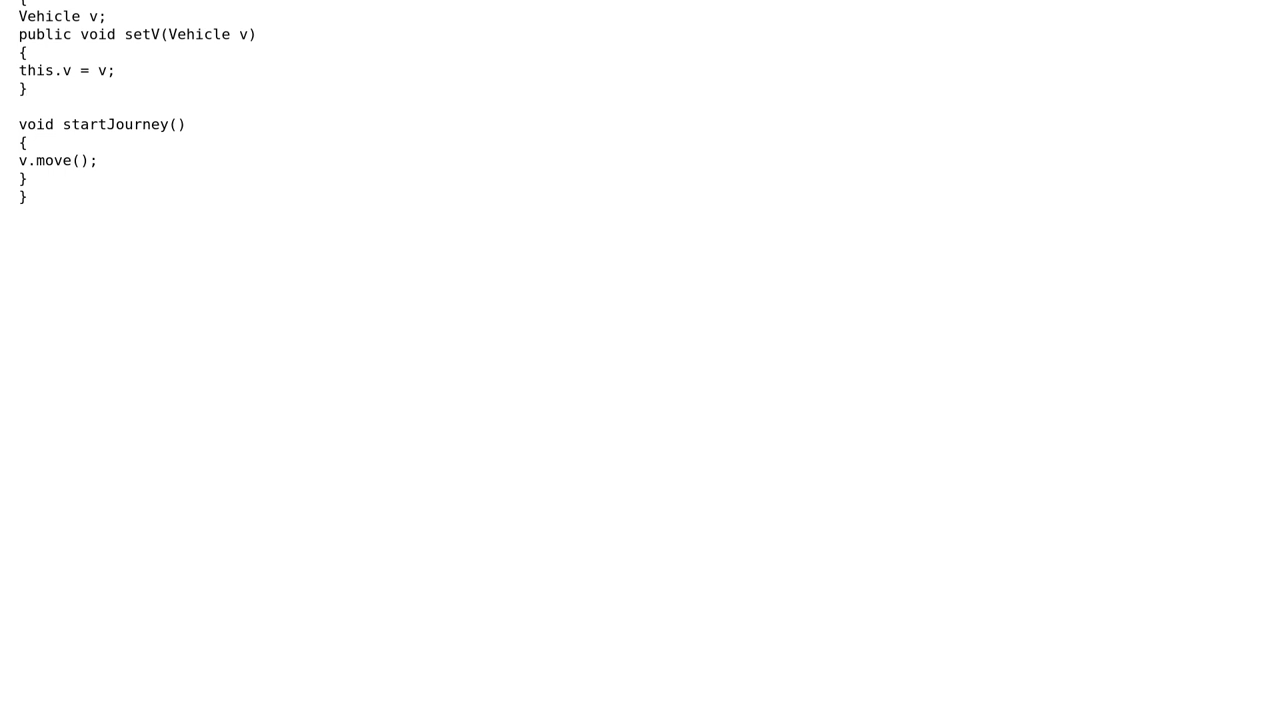 {
Vehicle v;
public void setV(Vehicle v)
{
this.v = v;
}
void startJourney()
{
v.move();
}
}